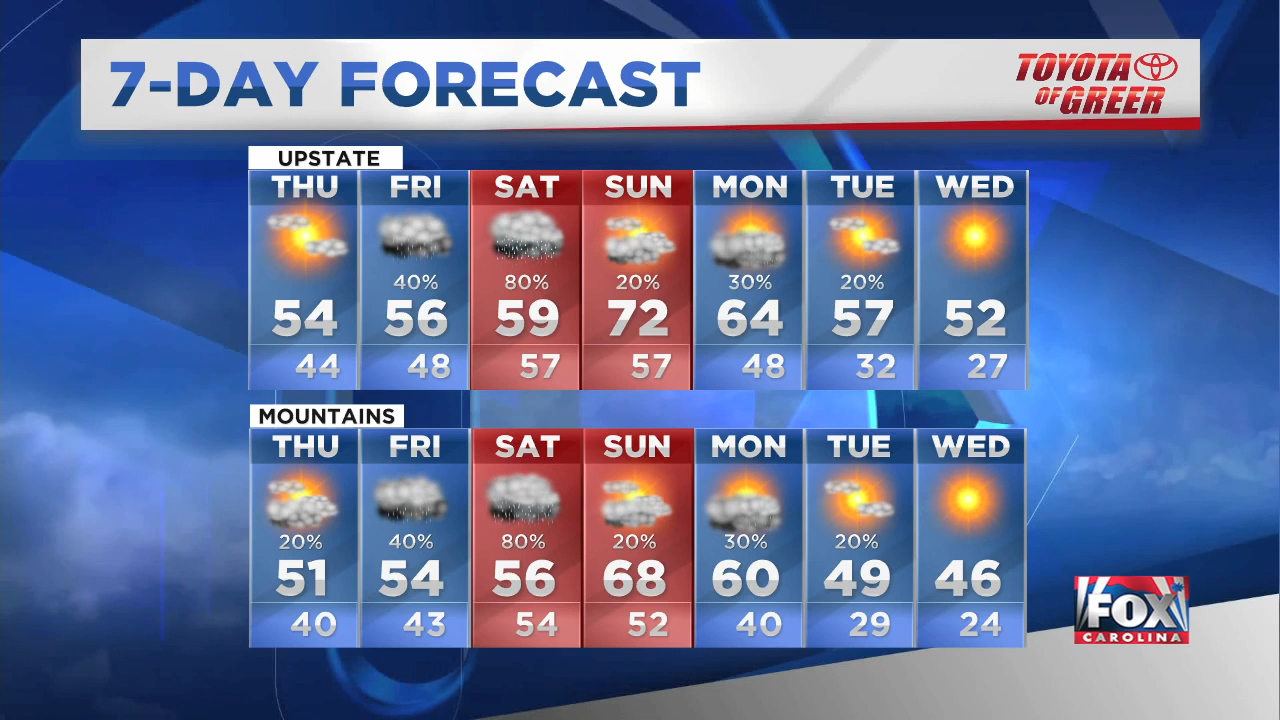 7-DAY FORECAST
TOYOTA
OF GREER
UPSTATE
THU FRI SAT SUN MON TUE WED
40% 80% 20% 30% 20%
54 56 59 72 64 57 52
44 48 57 57 48 32 27
MOUNTAINS
THU FRI SAT SUN MON TUE WED
20% 40% 80% 20% 30% 20%
51 54 56 68 60 49 46
40 43 54 52 40 29 24
FOX
CAROLINA